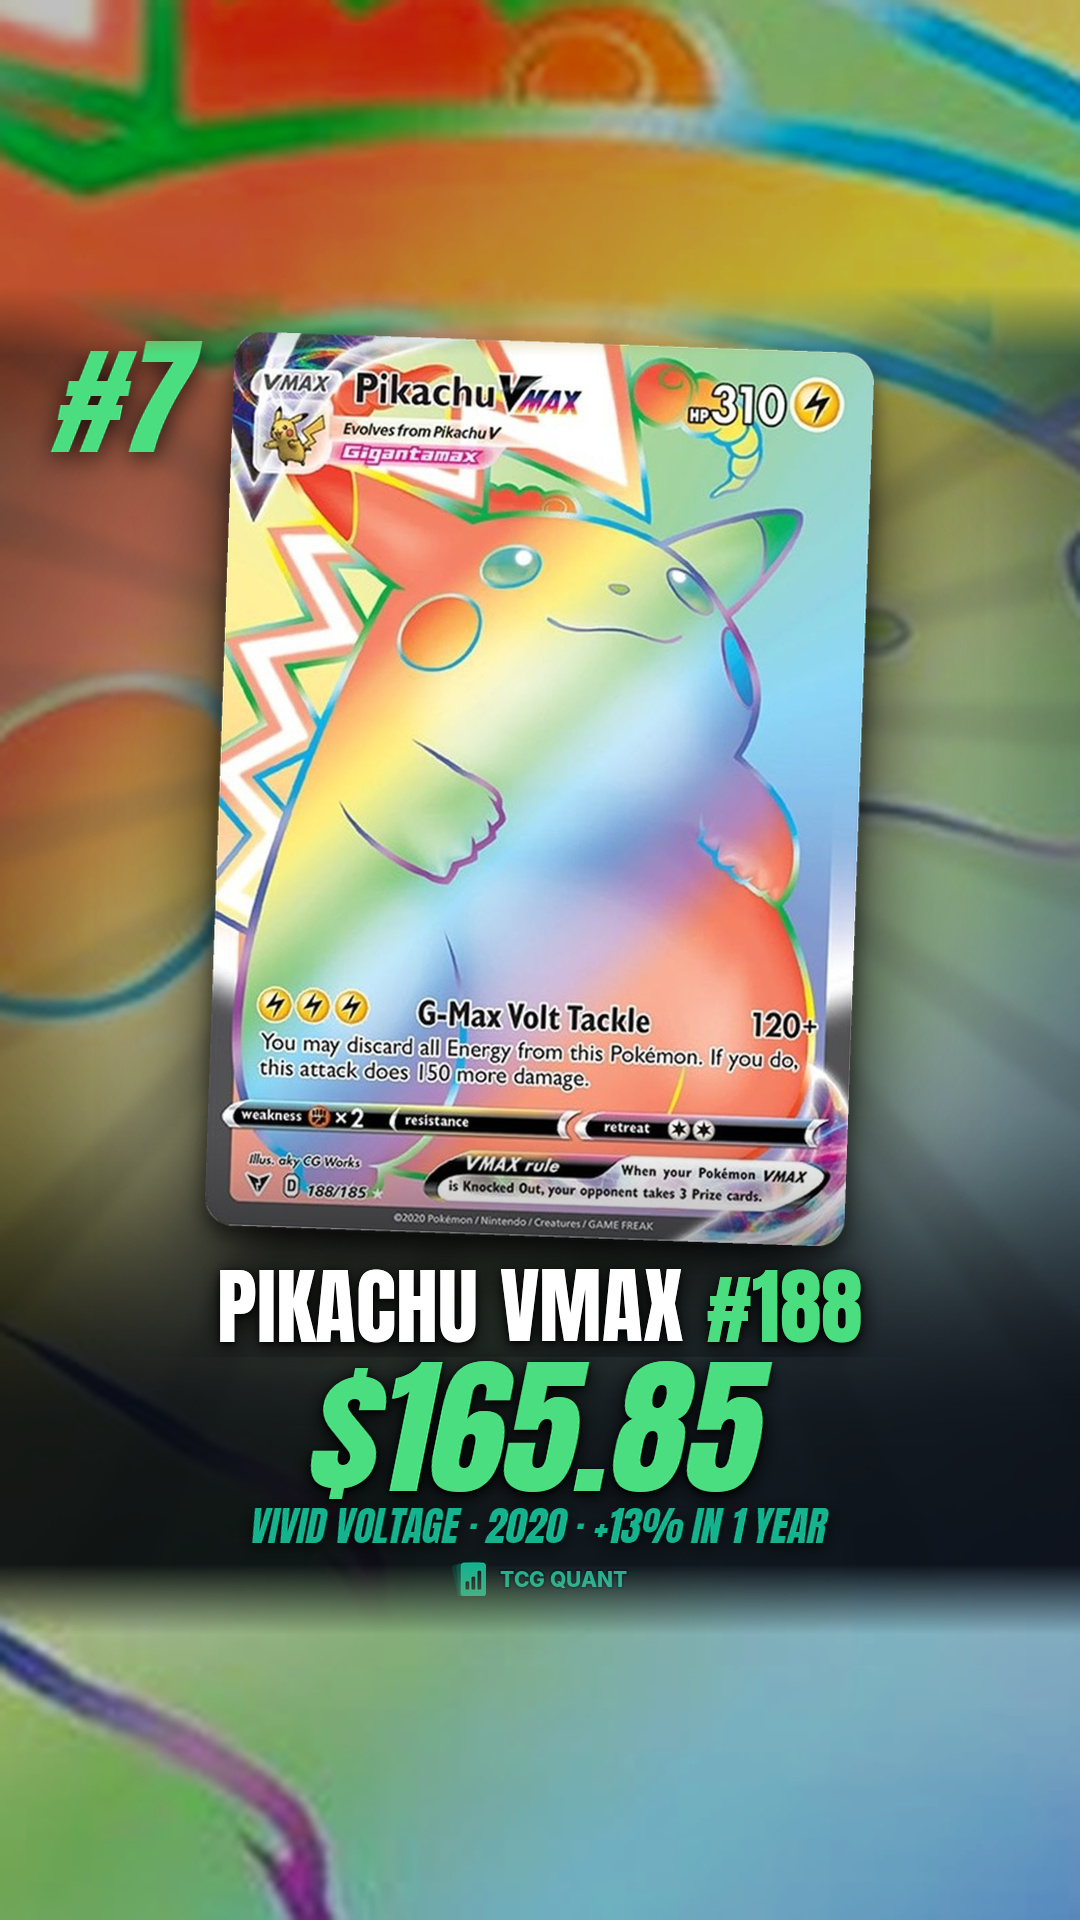 #7
VMAX
Pikachu VMAX
HP 310
Evolves from Pikachu V
Gigantamax
G-Max Volt Tackle 120+
You may discard all Energy from this Pokémon. If you do,
this attack does 150 more damage.
weakness ×2 resistance retreat
Illus. aky CG Works
D 188/185
VMAX rule When your Pokémon VMAX
is Knocked Out, your opponent takes 3 Prize cards.
©2020 Pokémon / Nintendo / Creatures / GAME FREAK
PIKACHU VMAX #188
$165.85
VIVID VOLTAGE · 2020 · +13% IN 1 YEAR
TCG QUANT